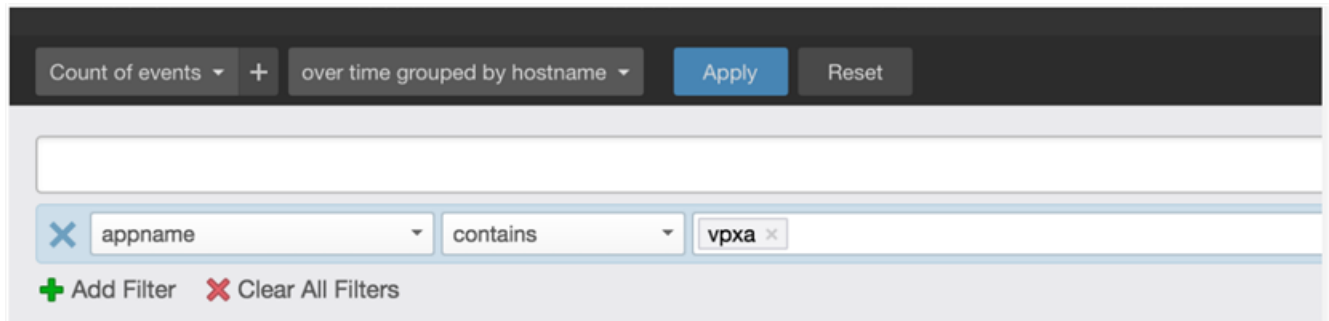 Count of events + over time grouped by hostname Apply Reset
appname contains vpxa ×
Add Filter Clear All Filters